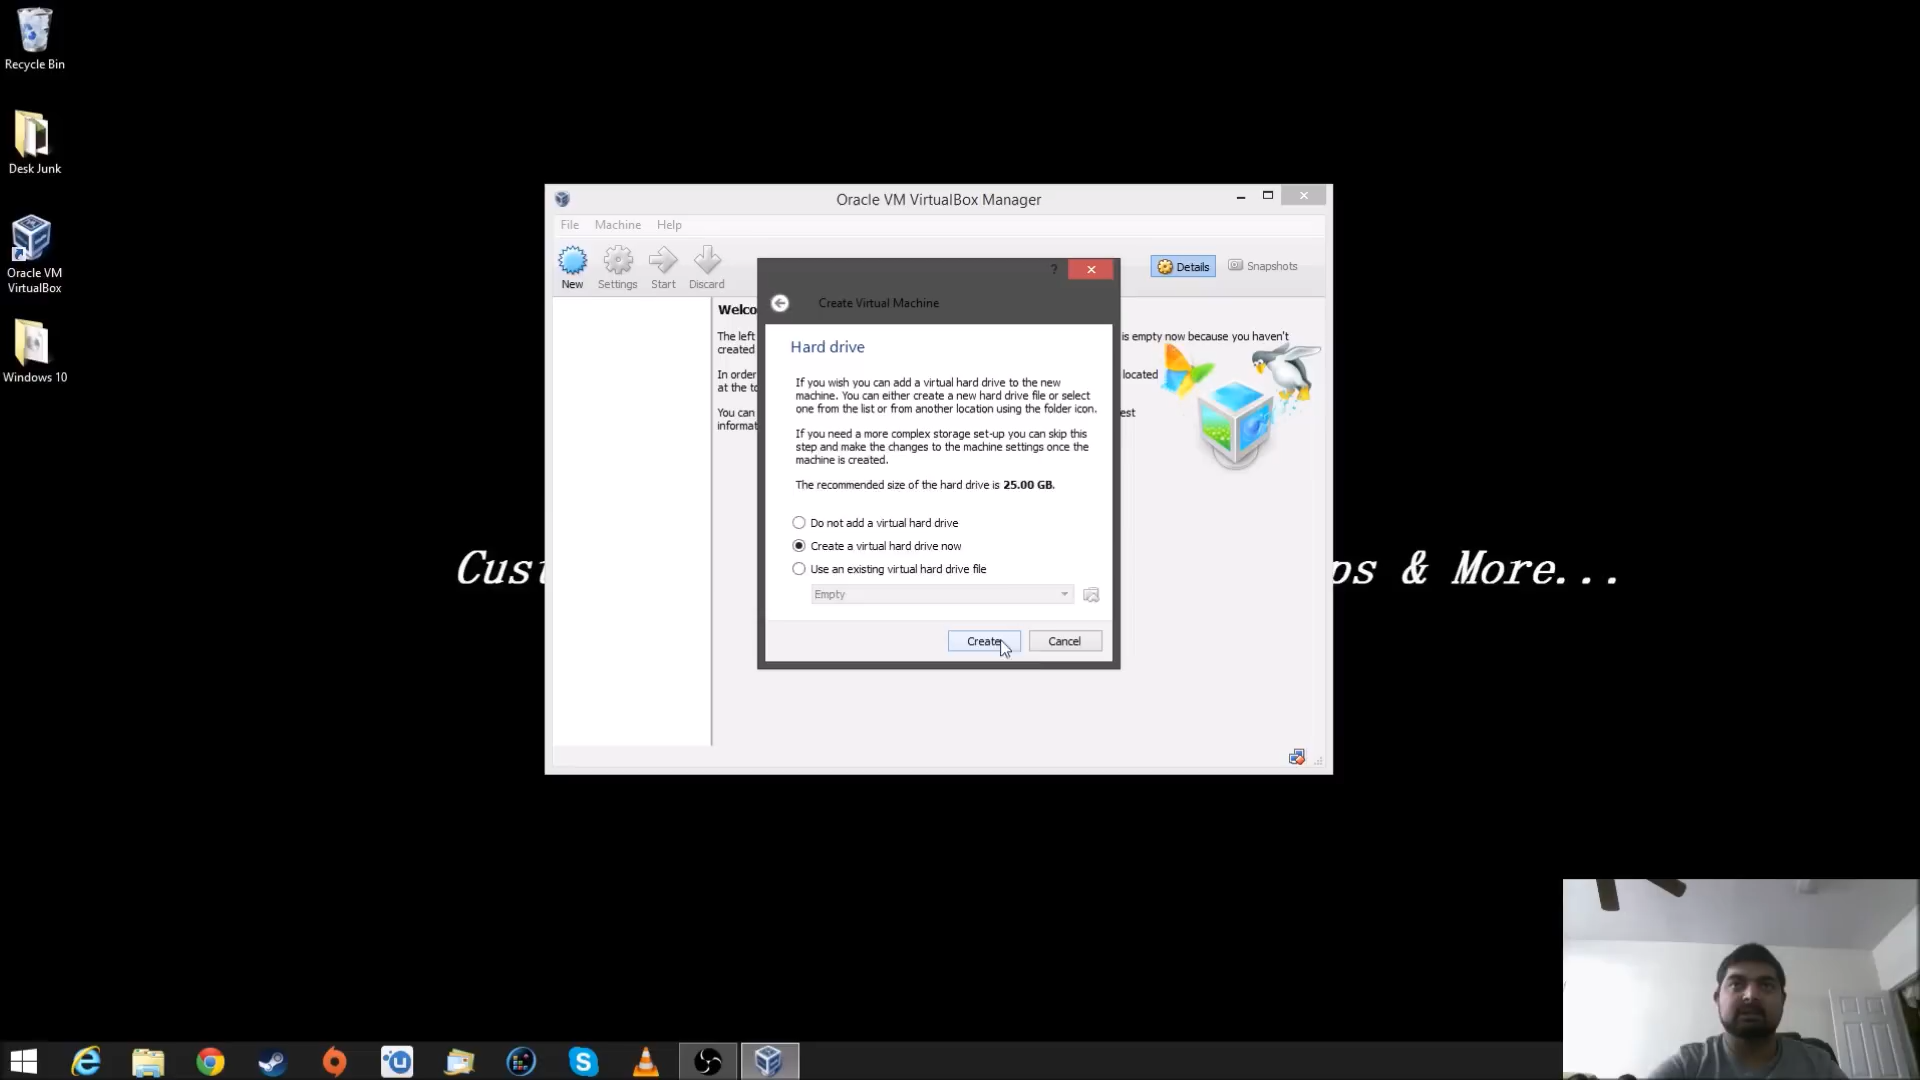 Recycle Bin
Desk Junk
Oracle VM
VirtualBox
Windows 10
Oracle VM VirtualBox Manager
File Machine Help
New Settings Start Discard
Details Snapshots
Welco
The left
created
In order
at the to
You can
informat
is empty now because you haven't
located
est
?
Create Virtual Machine
Hard drive
If you wish you can add a virtual hard drive to the new
machine. You can either create a new hard drive file or select
one from the list or from another location using the folder icon.
If you need a more complex storage set-up you can skip this
step and make the changes to the machine settings once the
machine is created.
The recommended size of the hard drive is 25.00 GB.
Do not add a virtual hard drive
Create a virtual hard drive now
Use an existing virtual hard drive file
Empty
Create Cancel
Cust ps & More...